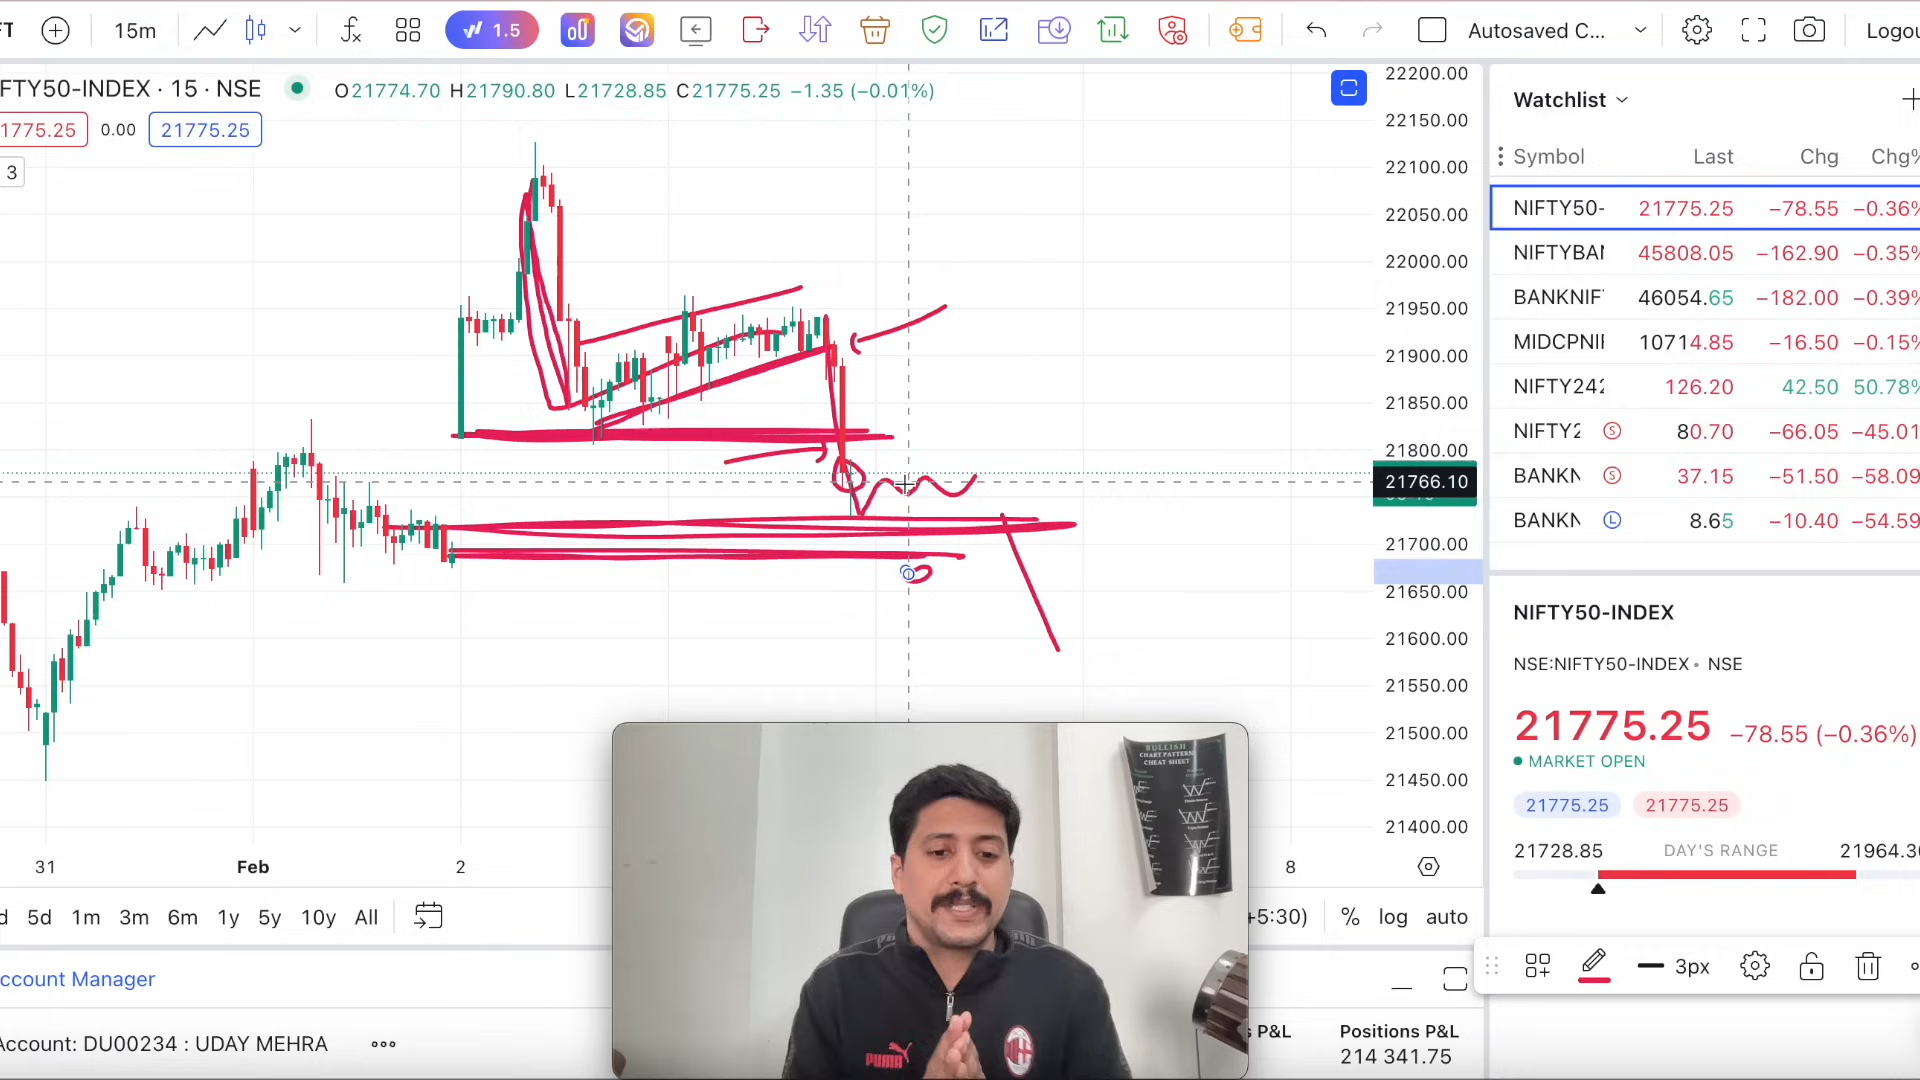 FT 15m 1.5 Autosaved C... Logou
FTY50-INDEX · 15 · NSE O21774.70 H21790.80 L21728.85 C21775.25 −1.35 (−0.01%)
1775.25 0.00 21775.25
3
22200.00
22150.00
22100.00
22050.00
22000.00
21950.00
21900.00
21850.00
21800.00
21766.10
21700.00
21650.00
21600.00
21550.00
21500.00
21450.00
21400.00
31 Feb 2 8
d 5d 1m 3m 6m 1y 5y 10y All +5:30) % log auto
ccount Manager
Account: DU00234 : UDAY MEHRA
s P&L Positions P&L
214 341.75
Watchlist
Symbol Last Chg Chg%
NIFTY50- 21775.25 −78.55 −0.36%
NIFTYBAN 45808.05 −162.90 −0.35%
BANKNIF 46054.65 −182.00 −0.39%
MIDCPNIF 10714.85 −16.50 −0.15%
NIFTY242 126.20 42.50 50.78%
NIFTY2 S 80.70 −66.05 −45.01
BANKN S 37.15 −51.50 −58.09
BANKN L 8.65 −10.40 −54.59
NIFTY50-INDEX
NSE:NIFTY50-INDEX • NSE
21775.25 −78.55 (−0.36%)
MARKET OPEN
21775.25 21775.25
21728.85 DAY'S RANGE 21964.30
3px
BULLISH
CHART PATTERN
CHEAT SHEET
PUMA